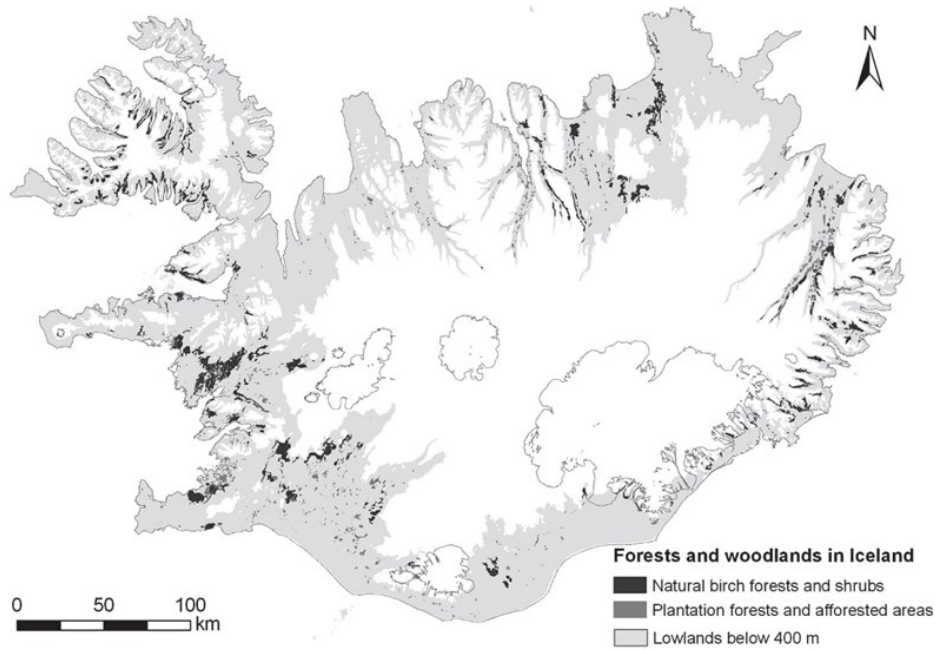 N
Forests and woodlands in Iceland
Natural birch forests and shrubs
Plantation forests and afforested areas
Lowlands below 400 m
0 50 100
km